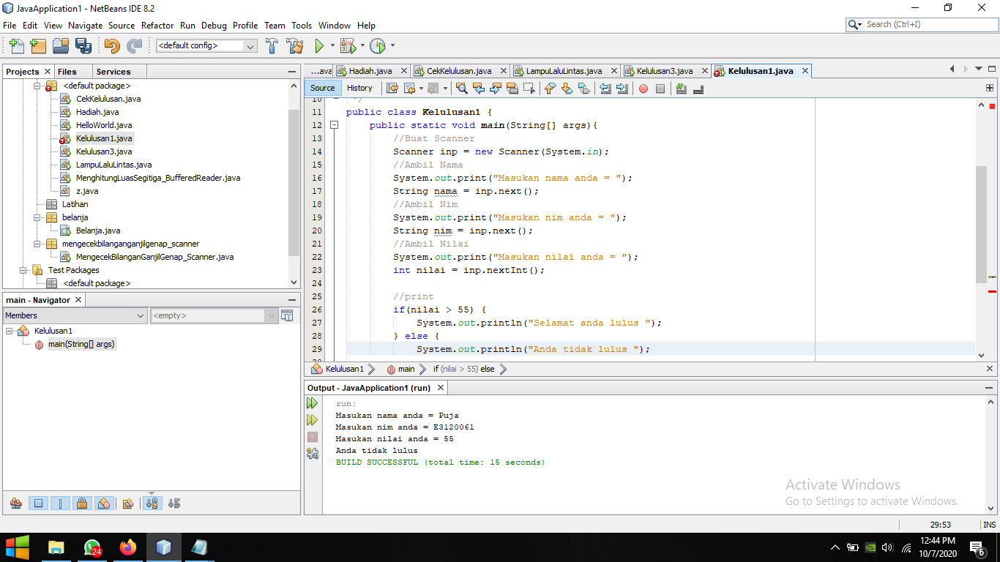 JavaApplication1 - NetBeans IDE 8.2
File Edit View Navigate Source Refactor Run Debug Profile Team Tools Window Help
Search (Ctrl+I)
<default config>
Projects Files Services
<default package>
CekKelulusan.java
Hadiah.java
HelloWorld.java
Kelulusan1.java
Kelulusan3.java
LampuLaluLintas.java
MenghitungLuasSegitiga_BufferedReader.java
z.java
Latihan
belanja
Belanja.java
mengecekbilanganganjilgenap_scanner
MengecekBilanganGanjilGenap_Scanner.java
Test Packages
<default package>
main - Navigator
Members <empty>
Kelulusan1
main(String[] args)
...ava Hadiah.java CekKelulusan.java LampuLaluLintas.java Kelulusan3.java Kelulusan1.java
Source History
10 */
11 public class Kelulusan1 {
12 public static void main(String[] args){
13 //Buat Scanner
14 Scanner inp = new Scanner(System.in);
15 //Ambil Nama
16 System.out.print("Masukan nama anda = ");
17 String nama = inp.next();
18 //Ambil Nim
19 System.out.print("Masukan nim anda = ");
20 String nim = inp.next();
21 //Ambil Nilai
22 System.out.print("Masukan nilai anda = ");
23 int nilai = inp.nextInt();
24
25 //print
26 if(nilai > 55) {
27 System.out.println("Selamat anda lulus ");
28 } else {
29 System.out.println("Anda tidak lulus ");
Kelulusan1 main if (nilai > 55) else
Output - JavaApplication1 (run)
run:
Masukan nama anda = Puja
Masukan nim anda = E3120061
Masukan nilai anda = 55
Anda tidak lulus
BUILD SUCCESSFUL (total time: 15 seconds)
Activate Windows
Go to Settings to activate Windows.
29:53 INS
24
12:44 PM
10/7/2020
6